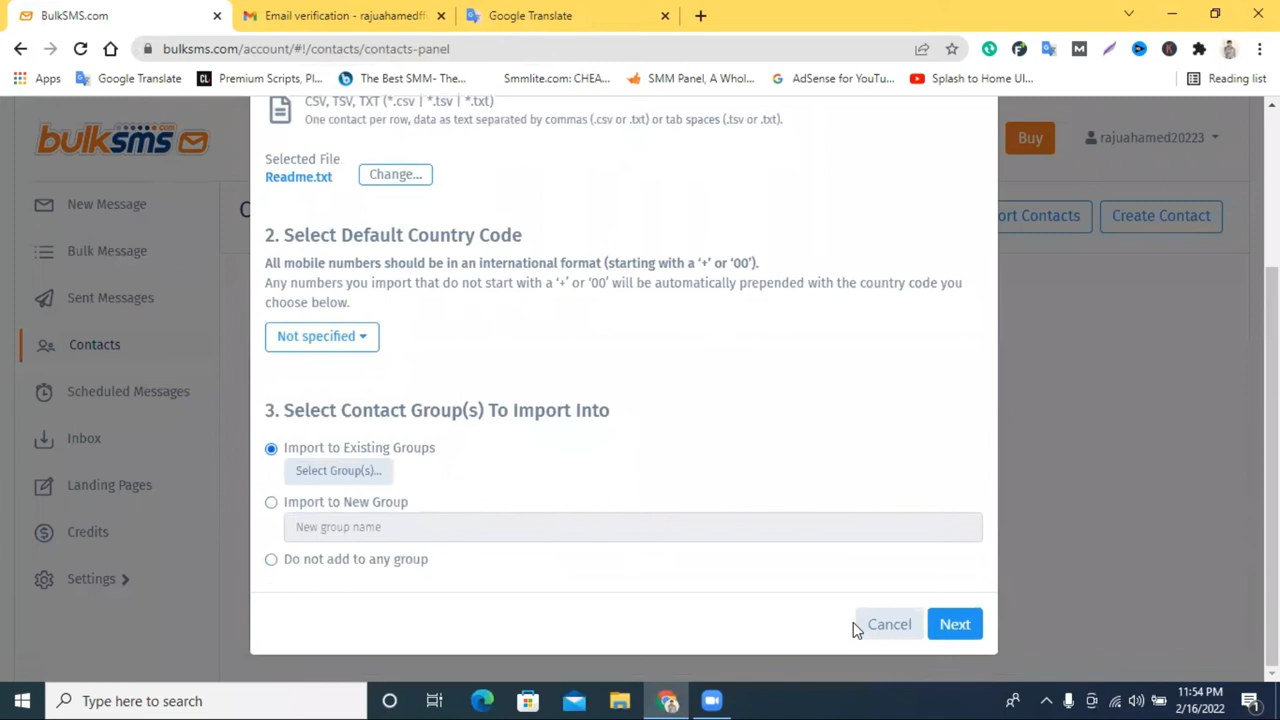 BulkSMS.com
Email verification - rajuahamedff
Google Translate
bulksms.com/account/#!/contacts/contacts-panel
Apps
Google Translate
CL
Premium Scripts, Pl...
The Best SMM- The...
Smmlite.com: CHEA...
SMM Panel, A Whol...
AdSense for YouTu...
Splash to Home UI...
Reading list
bulksms.com
New Message
Bulk Message
Sent Messages
Contacts
Scheduled Messages
Inbox
Landing Pages
Credits
Settings
CSV, TSV, TXT (*.csv | *.tsv | *.txt)
One contact per row, data as text separated by commas (.csv or .txt) or tab spaces (.tsv or .txt).
Selected File
Readme.txt
Change...
2. Select Default Country Code
All mobile numbers should be in an international format (starting with a ‘+’ or ‘00’).
Any numbers you import that do not start with a ‘+’ or ‘00’ will be automatically prepended with the country code you
choose below.
Not specified
3. Select Contact Group(s) To Import Into
Import to Existing Groups
Select Group(s)...
Import to New Group
New group name
Do not add to any group
Cancel
Next
Buy
rajuahamed20223
ort Contacts
Create Contact
Type here to search
11:54 PM
2/16/2022